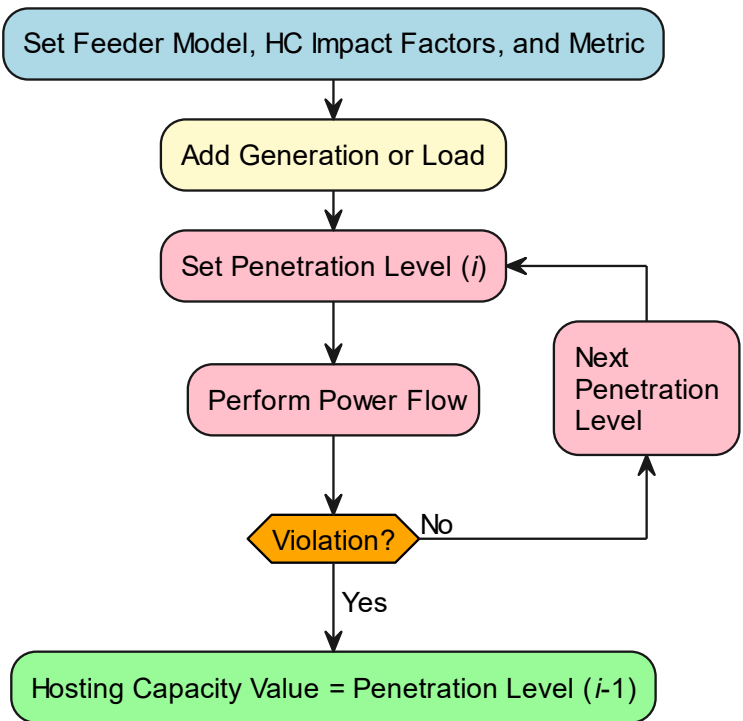 Set Feeder Model, HC Impact Factors, and Metric
Add Generation or Load
Set Penetration Level (i)
Next
Penetration
Level
Perform Power Flow
Violation?
No
Yes
Hosting Capacity Value = Penetration Level (i-1)